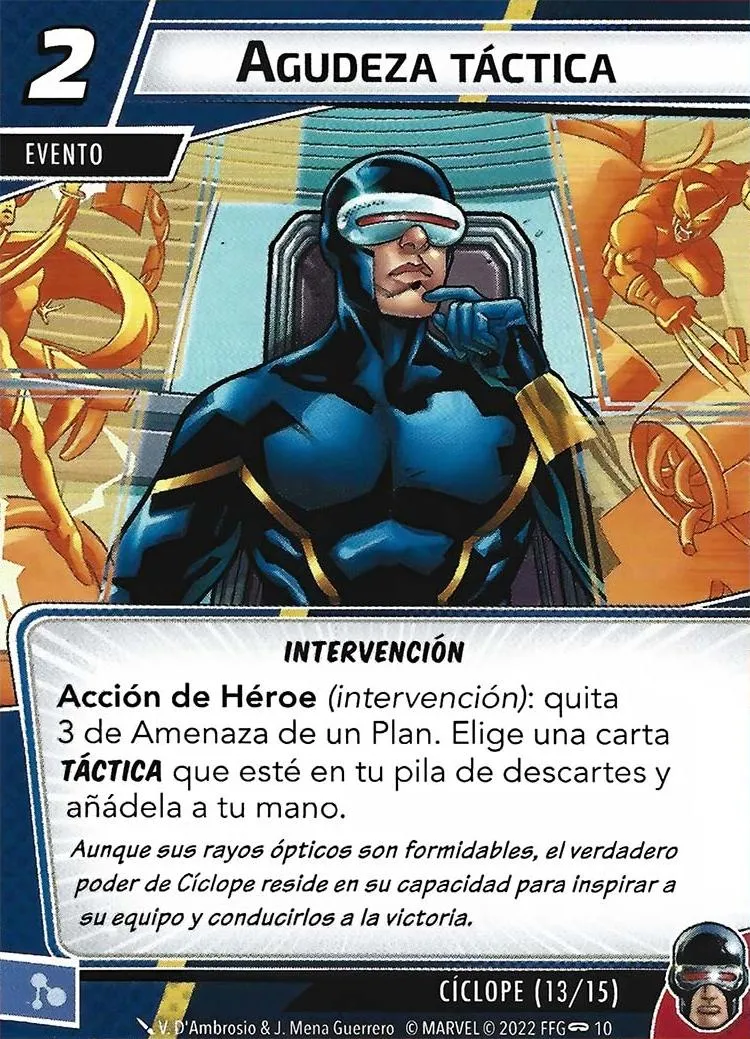 2
AGUDEZA TÁCTICA
EVENTO
INTERVENCIÓN
Acción de Héroe (intervención): quita
3 de Amenaza de un Plan. Elige una carta
TÁCTICA que esté en tu pila de descartes y
añádela a tu mano.
Aunque sus rayos ópticos son formidables, el verdadero
poder de Cíclope reside en su capacidad para inspirar a
su equipo y conducirlos a la victoria.
CÍCLOPE (13/15)
V. D'Ambrosio & J. Mena Guerrero © MARVEL © 2022 FFG 10